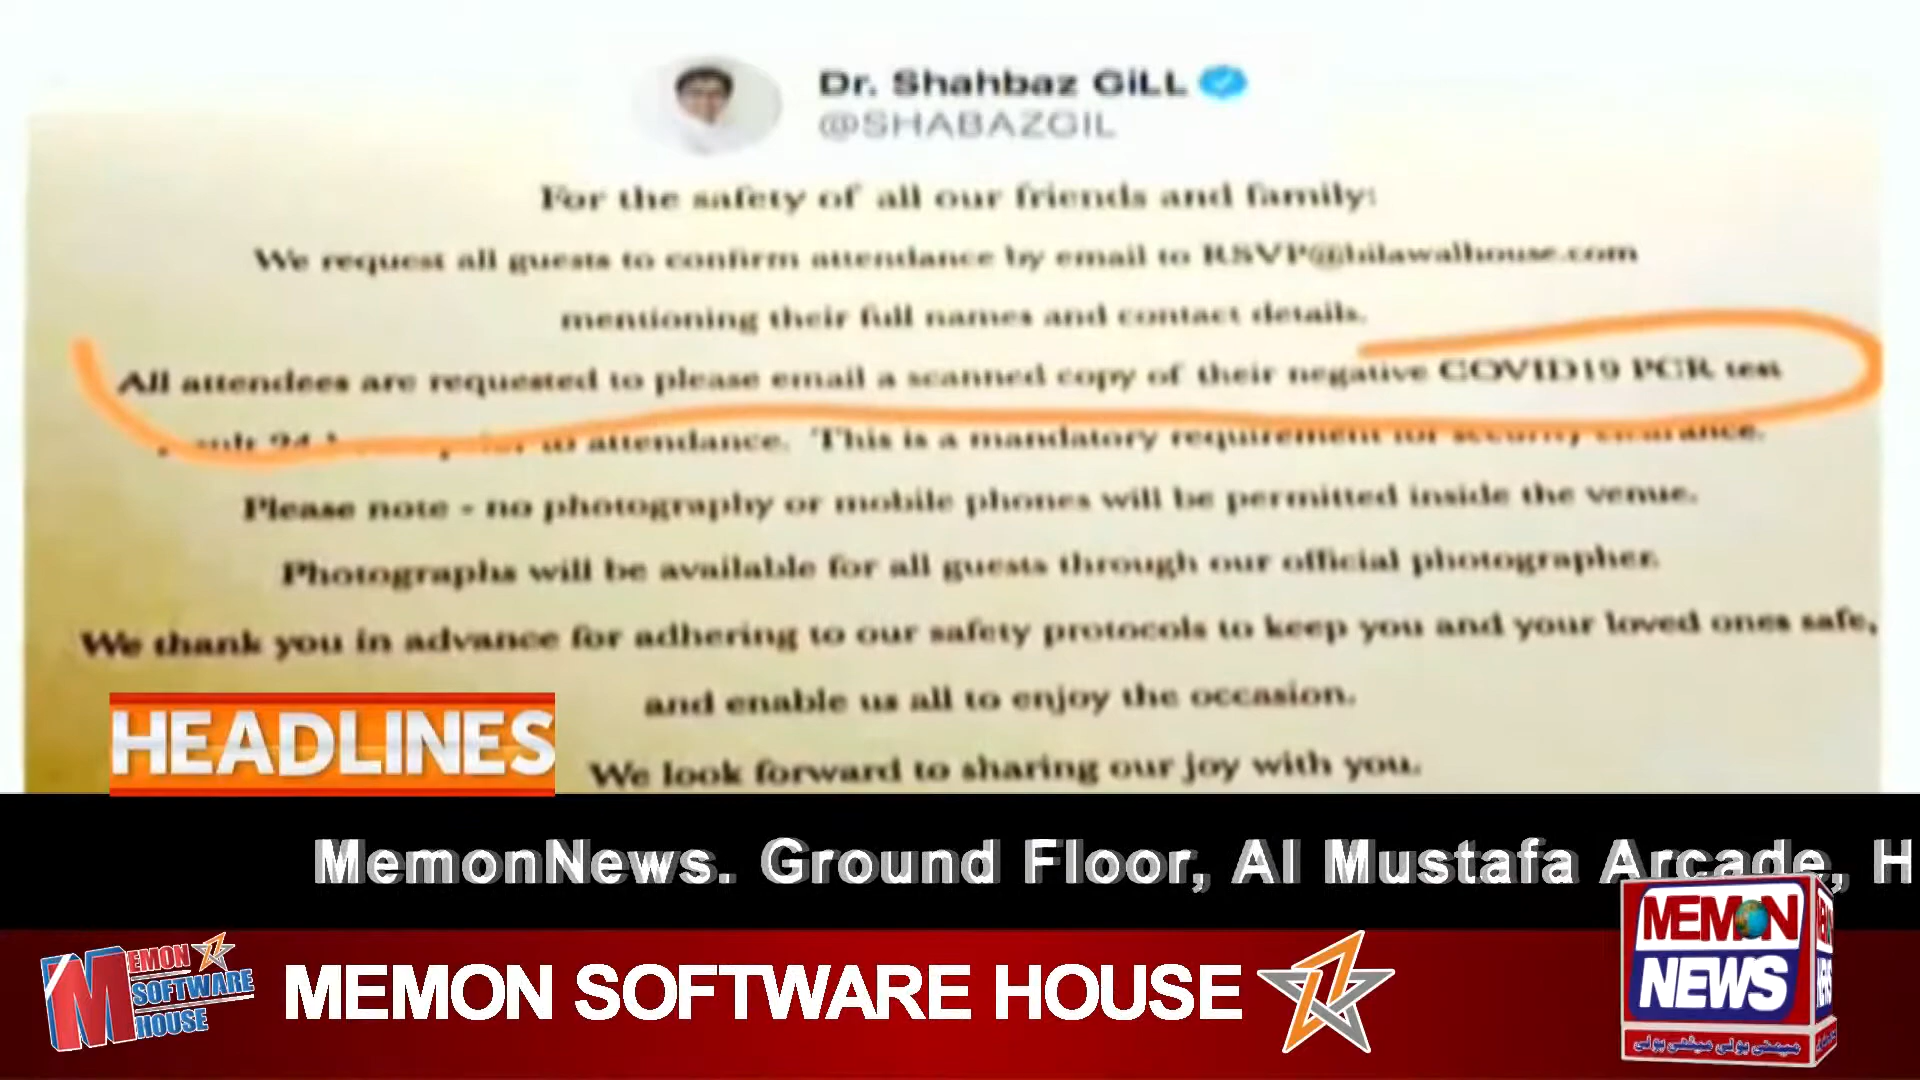 Dr. Shahbaz GiLL
@SHABAZGIL
For the safety of all our friends and family:
We request all guests to confirm attendance by email to RSVP@bilawalhouse.com
mentioning their full names and contact details.
All attendees are requested to please email a scanned copy of their negative COVID19 PCR test
to attendance. This is a mandatory requirement for security clearance.
Please note - no photography or mobile phones will be permitted inside the venue.
Photographs will be available for all guests through our official photographer.
We thank you in advance for adhering to our safety protocols to keep you and your loved ones safe,
and enable us all to enjoy the occasion.
We look forward to sharing our joy with you.
HEADLINES
MemonNews. Ground Floor, Al Mustafa Arcade, H
MEMON SOFTWARE HOUSE
MEMON SOFTWARE HOUSE
MEMON NEWS